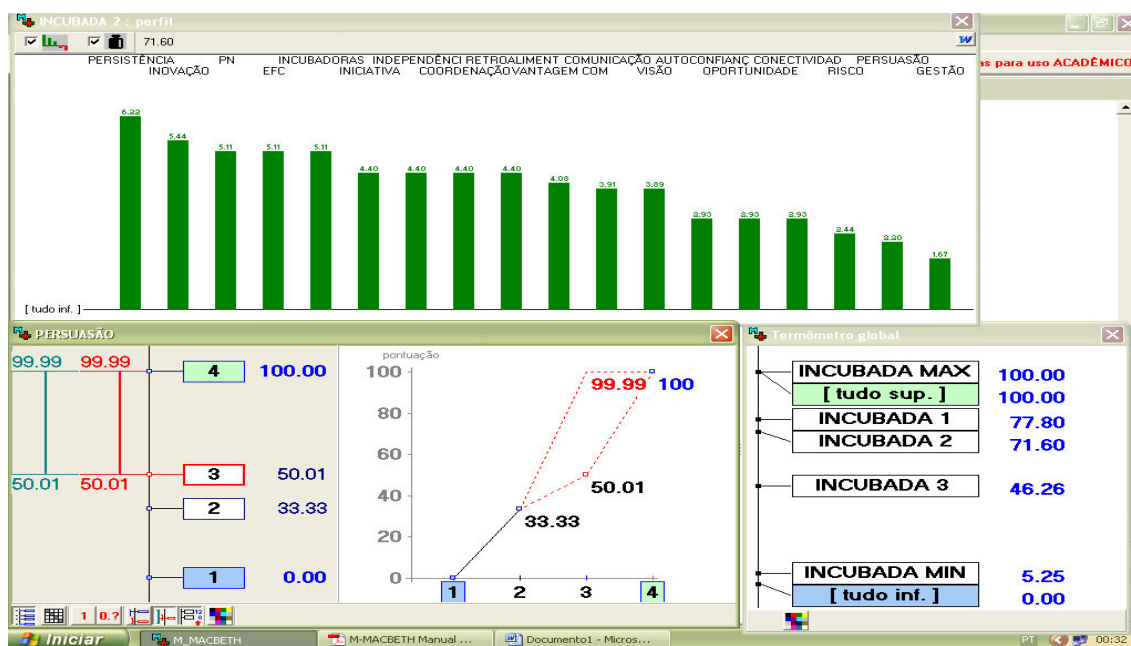 INCUBADA 2 : perfil
71.60
as para uso ACADÊMICO
PERSISTÊNCIA PN INCUBADORAS INDEPENDÊNCI RETROALIMENT COMUNICAÇÃO AUTOCONFIANÇ CONECTIVIDAD PERSUASÃO
INOVAÇÃO EFC INICIATIVA COORDENAÇÃO VANTAGEM COM VISÃO OPORTUNIDADE RISCO GESTÃO
6.22 5.44 5.11 5.11 5.11 4.40 4.40 4.40 4.40 4.08 3.91 3.89 2.93 2.93 2.93 2.44 2.20 1.67
[ tudo inf. ]
PERSUASÃO
99.99 99.99 4 100.00
50.01 50.01 3 50.01
2 33.33
1 0.00
pontuação
100 99.99 100
80
60
50.01
40
33.33
20
0
1 2 3 4
1 0.?
Termômetro global
INCUBADA MAX 100.00
[ tudo sup. ] 100.00
INCUBADA 1 77.80
INCUBADA 2 71.60
INCUBADA 3 46.26
INCUBADA MIN 5.25
[ tudo inf. ] 0.00
Iniciar M_MACBETH M-MACBETH Manual ... Documento1 - Micros... PT 00:32